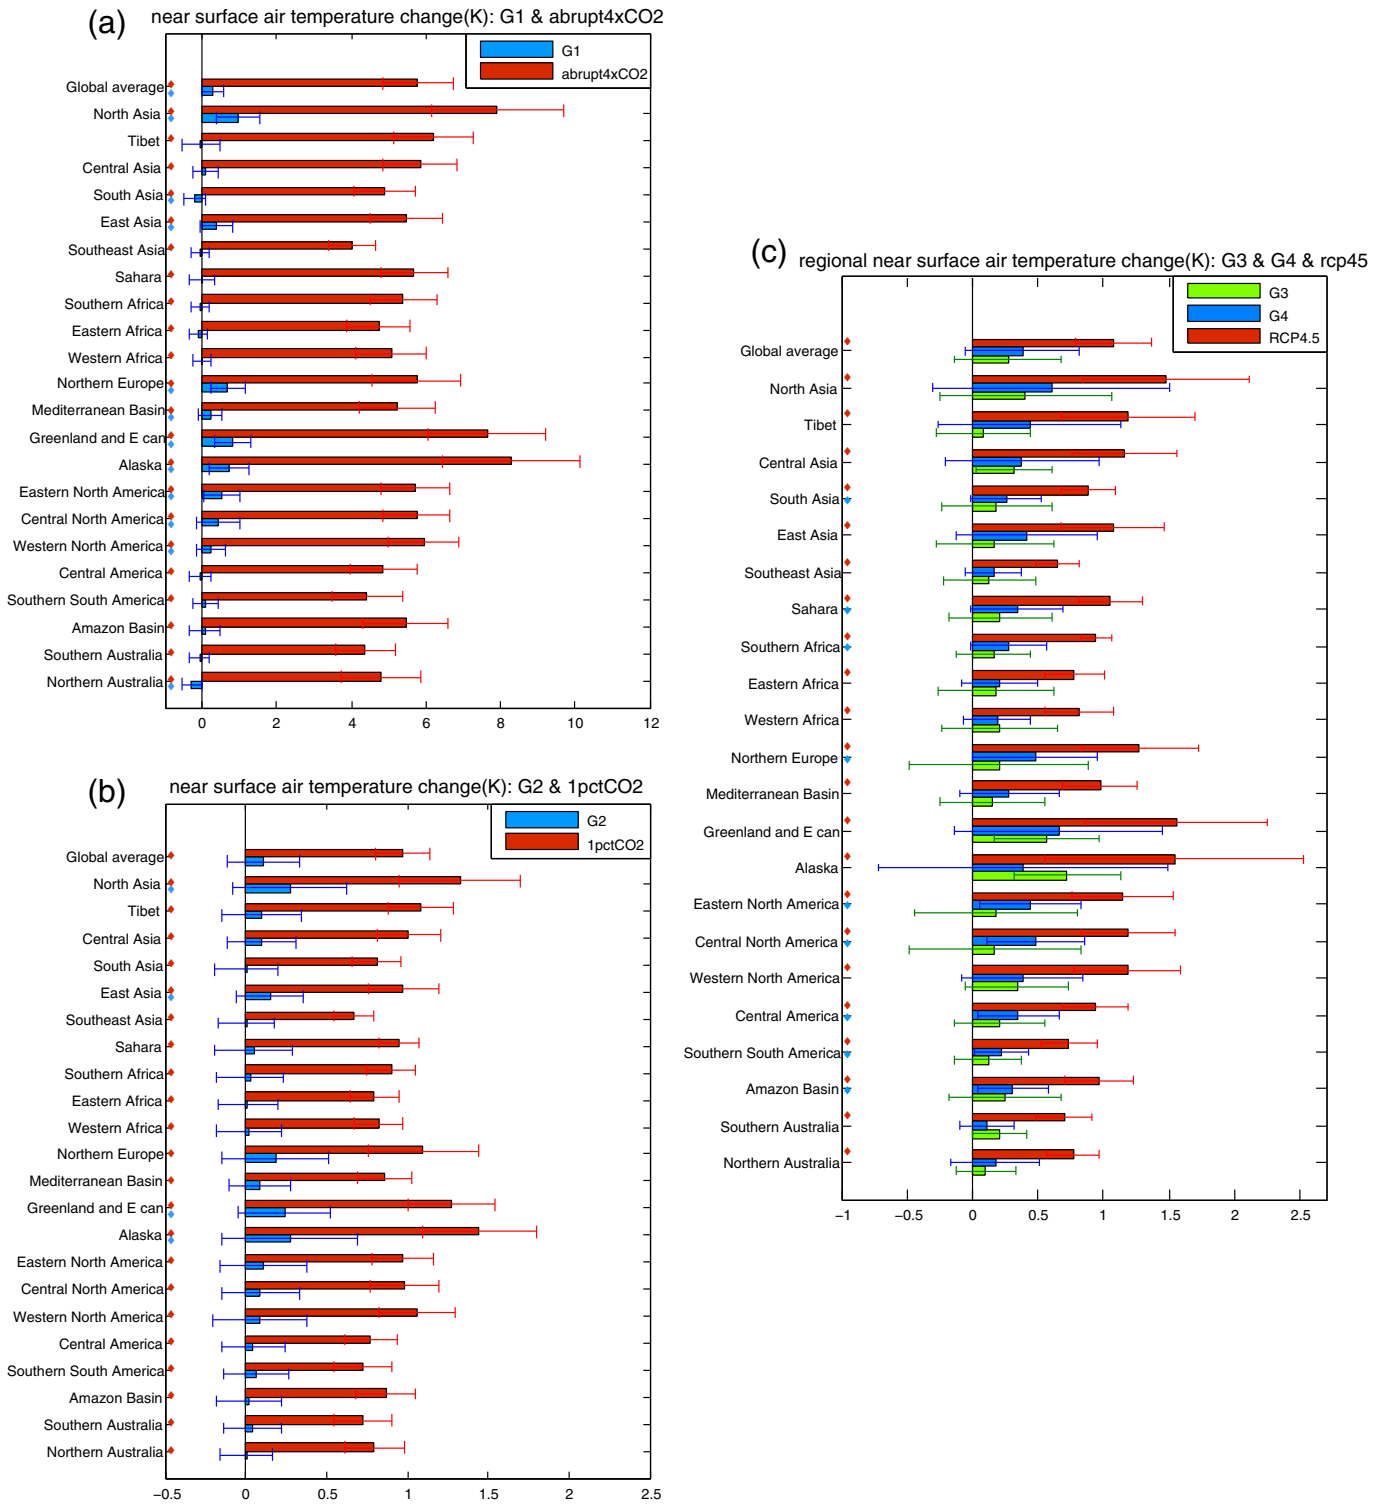 (a)
near surface air temperature change(K): G1 & abrupt4xCO2
G1
abrupt4xCO2
Global average
North Asia
Tibet
Central Asia
South Asia
East Asia
Southeast Asia
Sahara
Southern Africa
Eastern Africa
Western Africa
Northern Europe
Mediterranean Basin
Greenland and E can
Alaska
Eastern North America
Central North America
Western North America
Central America
Southern South America
Amazon Basin
Southern Australia
Northern Australia
0 2 4 6 8 10 12
(b)
near surface air temperature change(K): G2 & 1pctCO2
G2
1pctCO2
Global average
North Asia
Tibet
Central Asia
South Asia
East Asia
Southeast Asia
Sahara
Southern Africa
Eastern Africa
Western Africa
Northern Europe
Mediterranean Basin
Greenland and E can
Alaska
Eastern North America
Central North America
Western North America
Central America
Southern South America
Amazon Basin
Southern Australia
Northern Australia
−0.5 0 0.5 1 1.5 2 2.5
(c)
regional near surface air temperature change(K): G3 & G4 & rcp45
G3
G4
RCP4.5
Global average
North Asia
Tibet
Central Asia
South Asia
East Asia
Southeast Asia
Sahara
Southern Africa
Eastern Africa
Western Africa
Northern Europe
Mediterranean Basin
Greenland and E can
Alaska
Eastern North America
Central North America
Western North America
Central America
Southern South America
Amazon Basin
Southern Australia
Northern Australia
−1 −0.5 0 0.5 1 1.5 2 2.5